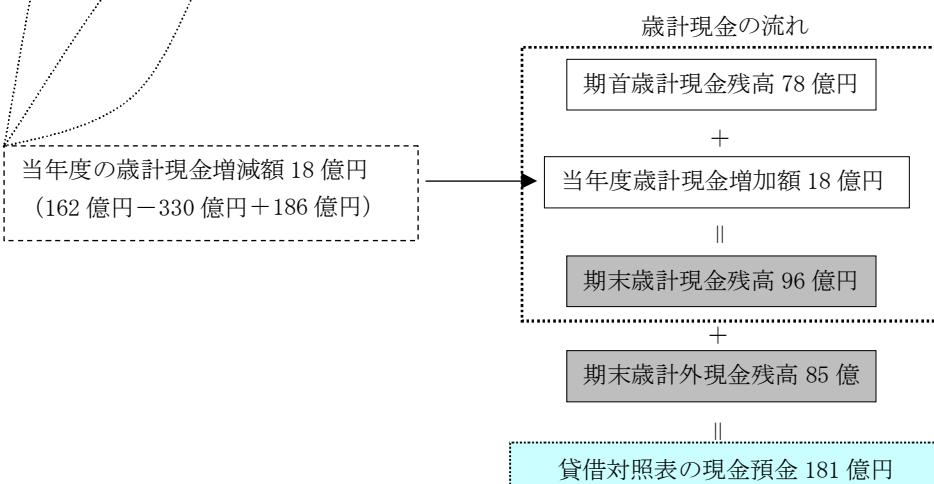 歳計現金の流れ
期首歳計現金残高 78 億円
＋
当年度の歳計現金増減額 18 億円
（162 億円－330 億円＋186 億円）
当年度歳計現金増加額 18 億円
||
期末歳計現金残高 96 億円
＋
期末歳計外現金残高 85 億
||
貸借対照表の現金預金 181 億円